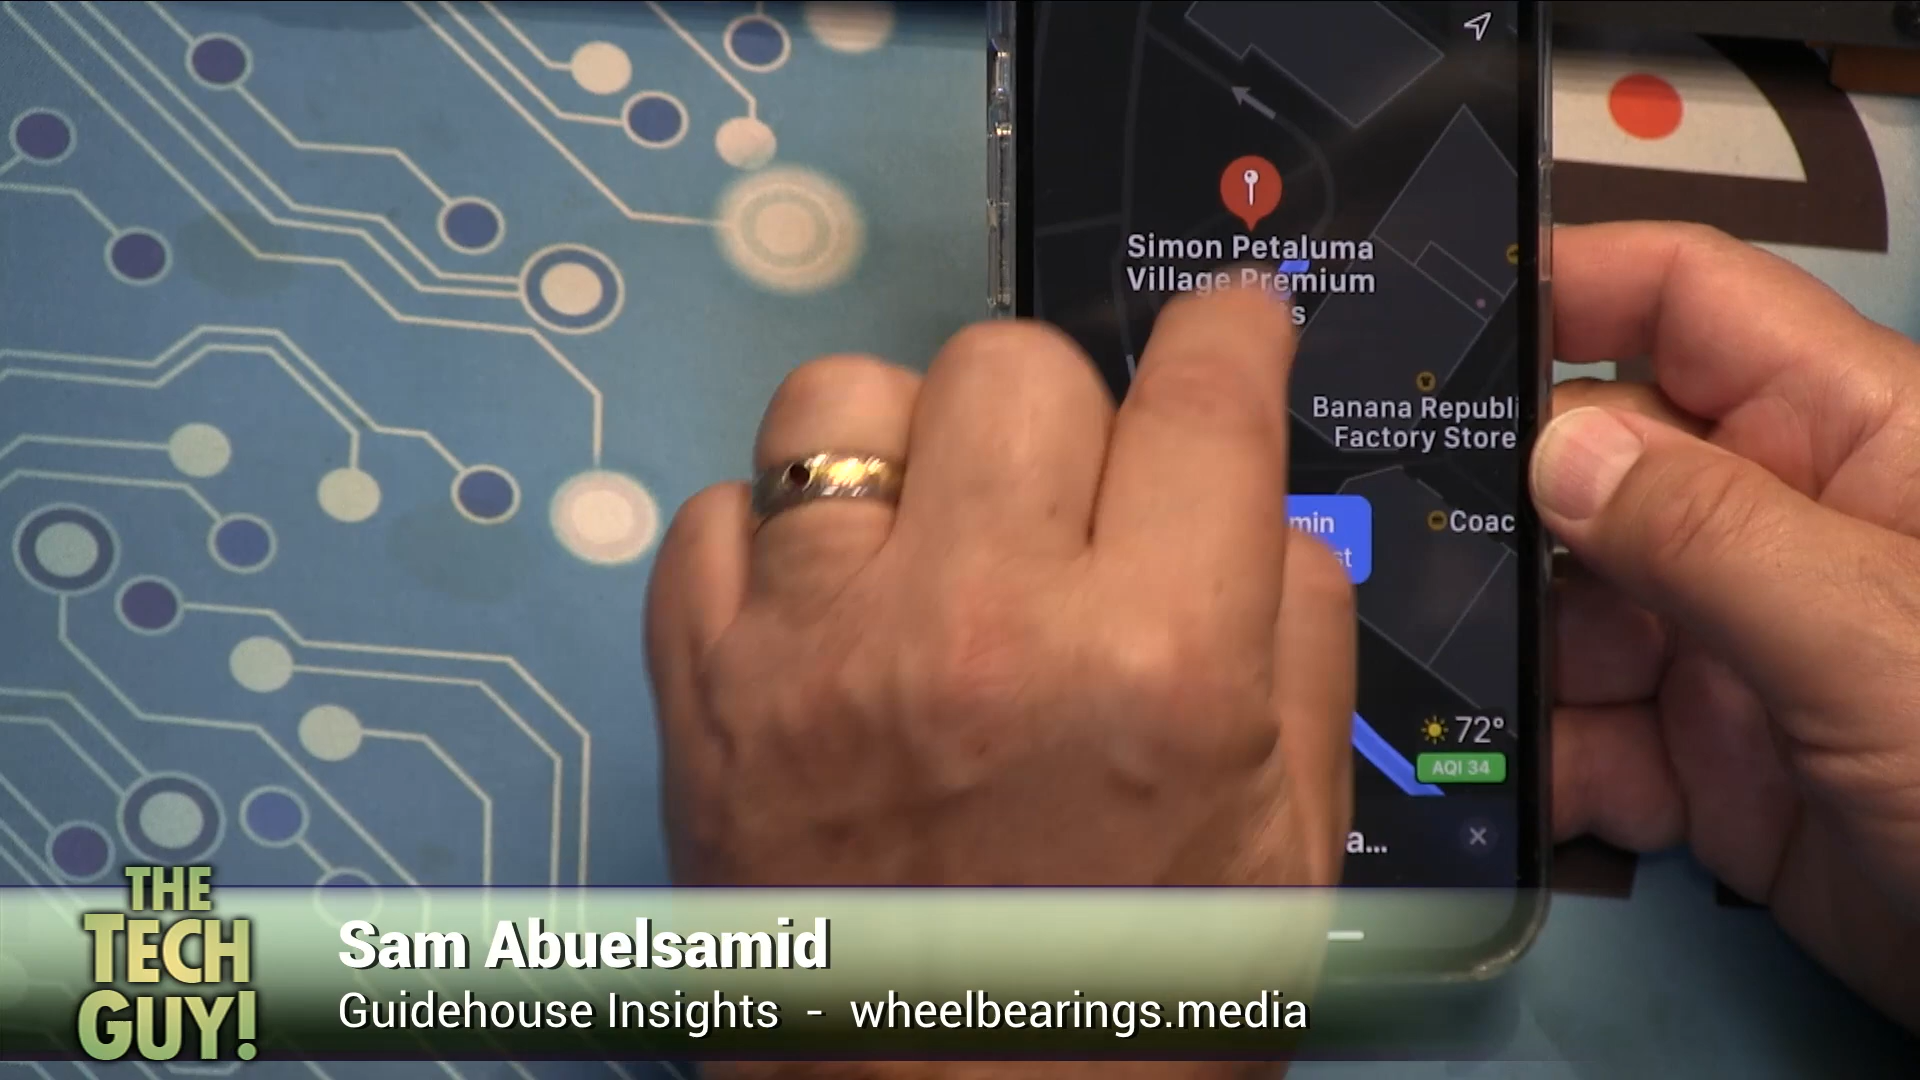 Simon Petaluma
Village Premium
Banana Republi
Factory Store
min
Coac
72°
AQI 34
a...
THE
TECH
GUY!
Sam Abuelsamid
Guidehouse Insights - wheelbearings.media